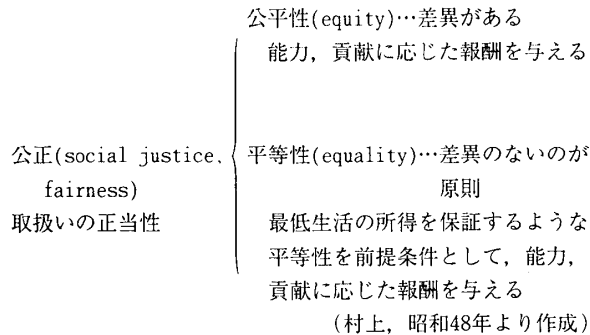 公平性(equity)…差異がある
能力，貢献に応じた報酬を与える
公正(social justice、
fairness)
取扱いの正当性
平等性(equality)…差異のないのが
原則
最低生活の所得を保証するような
平等性を前提条件として，能力，
貢献に応じた報酬を与える
(村上，昭和48年より作成)